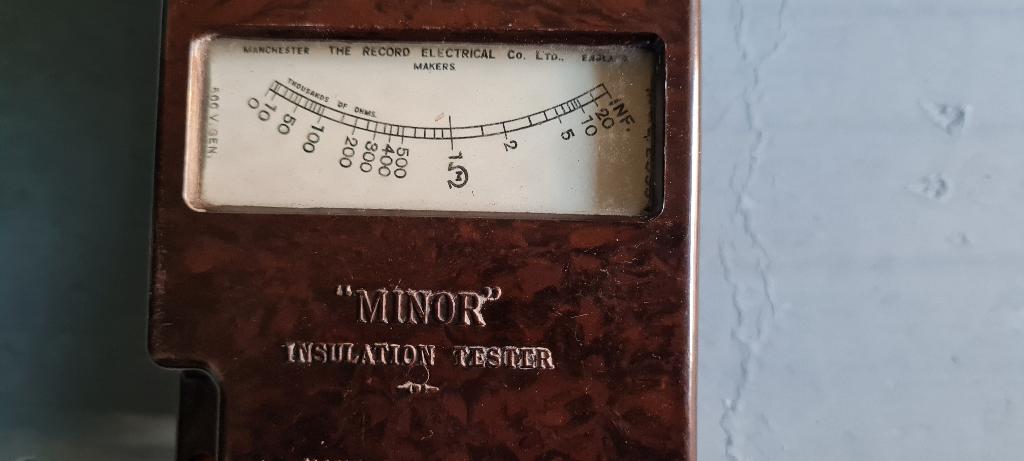 MANCHESTER THE RECORD ELECTRICAL Co. LTD., ENGLAND
MAKERS
THOUSANDS OF OHMS.
0 10 50 100 200 300 400 500 1 2 5 10 20 INF.
500 V. GEN.
"MINOR"
INSULATION TESTER